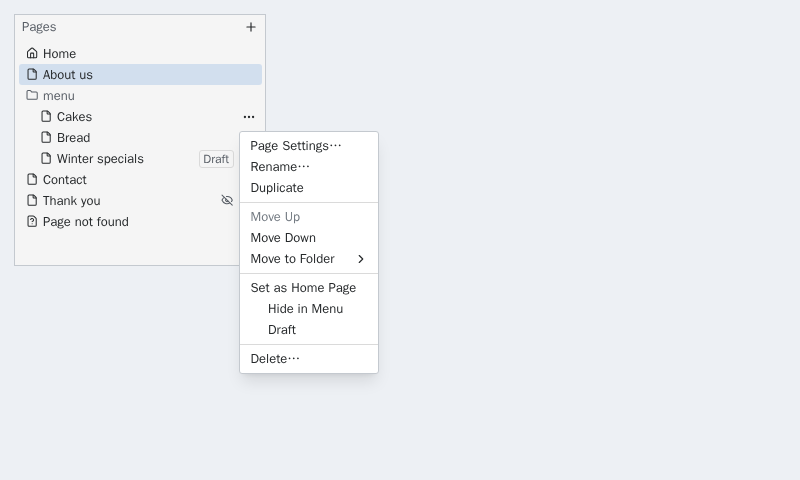 Pages
Home
About us
menu
Cakes
Bread
Winter specials Draft
Contact
Thank you
Page not found
Page Settings···
Rename···
Duplicate
Move Up
Move Down
Move to Folder
Set as Home Page
Hide in Menu
Draft
Delete···